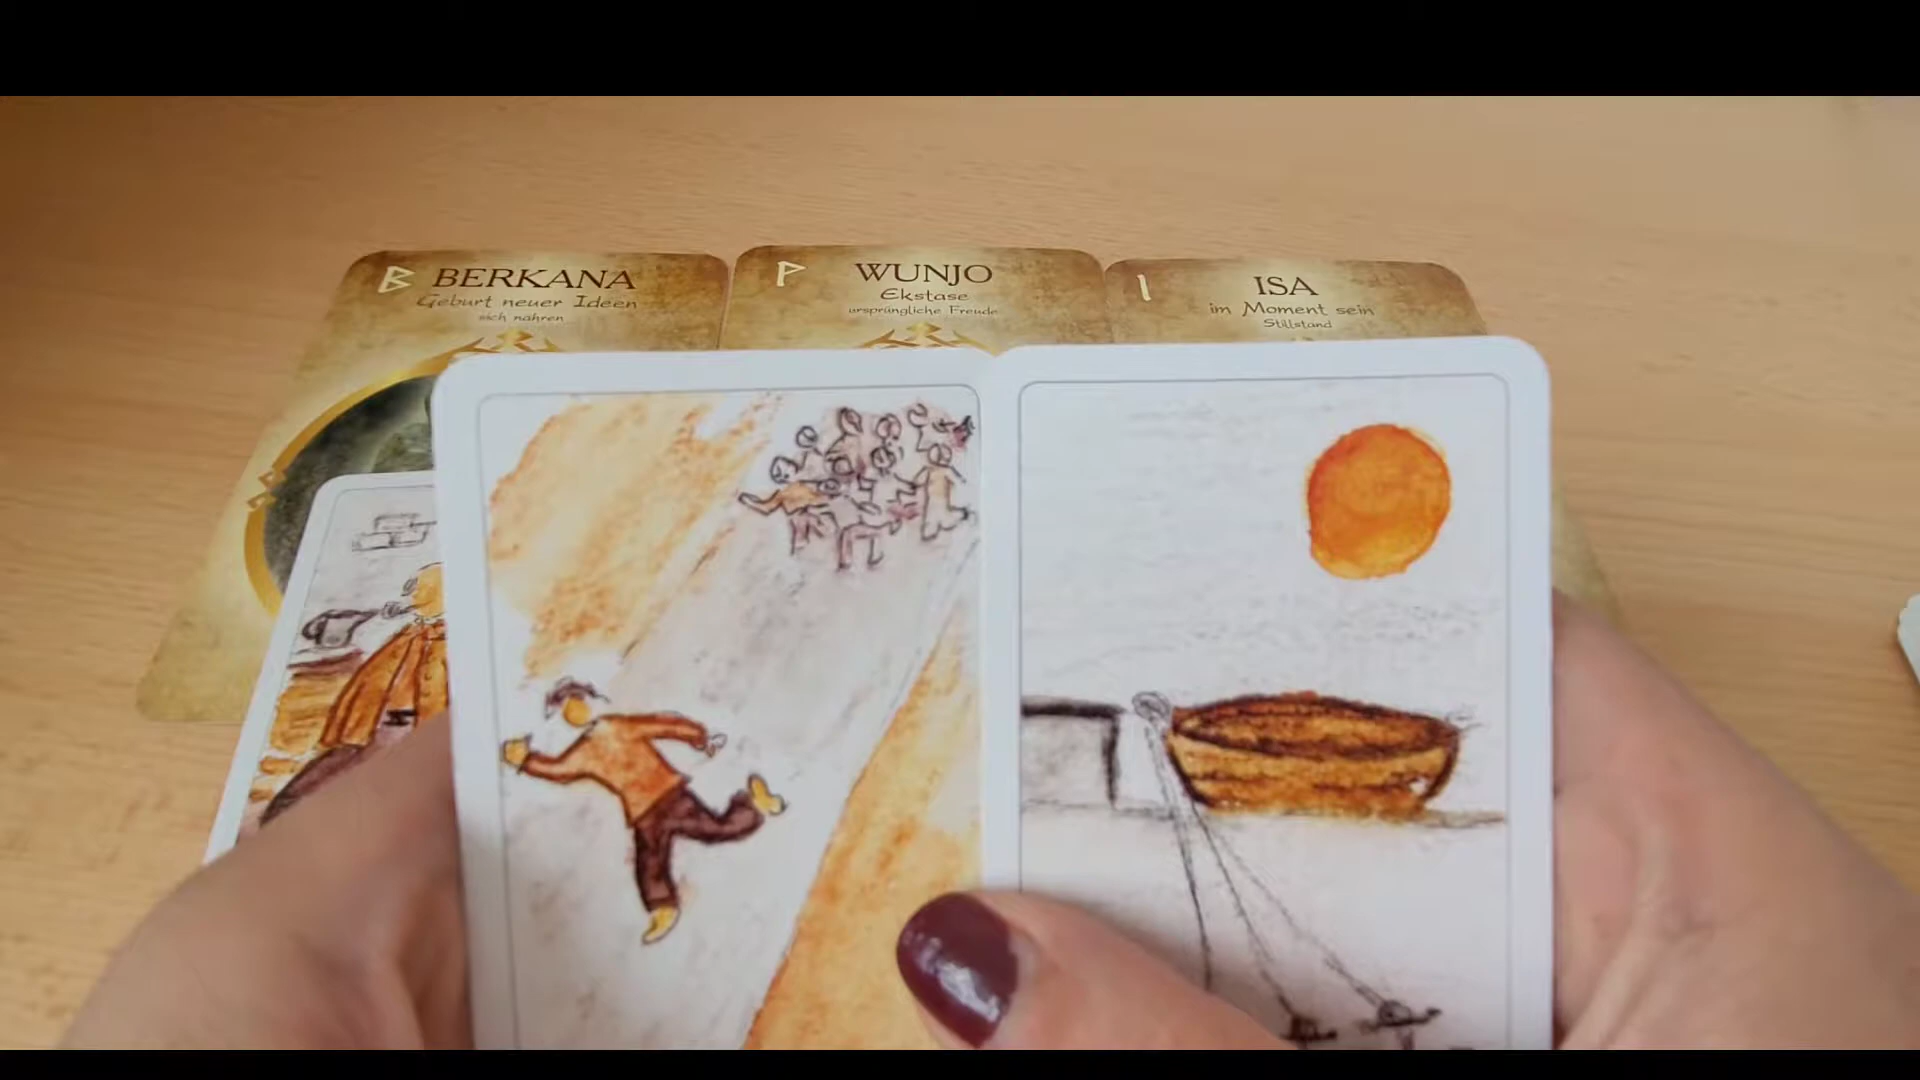 ᛒ BERKANA
Geburt neuer Ideen
sich nähren
ᚹ WUNJO
Ekstase
ursprüngliche Freude
ᛁ ISA
im Moment sein
Stillstand